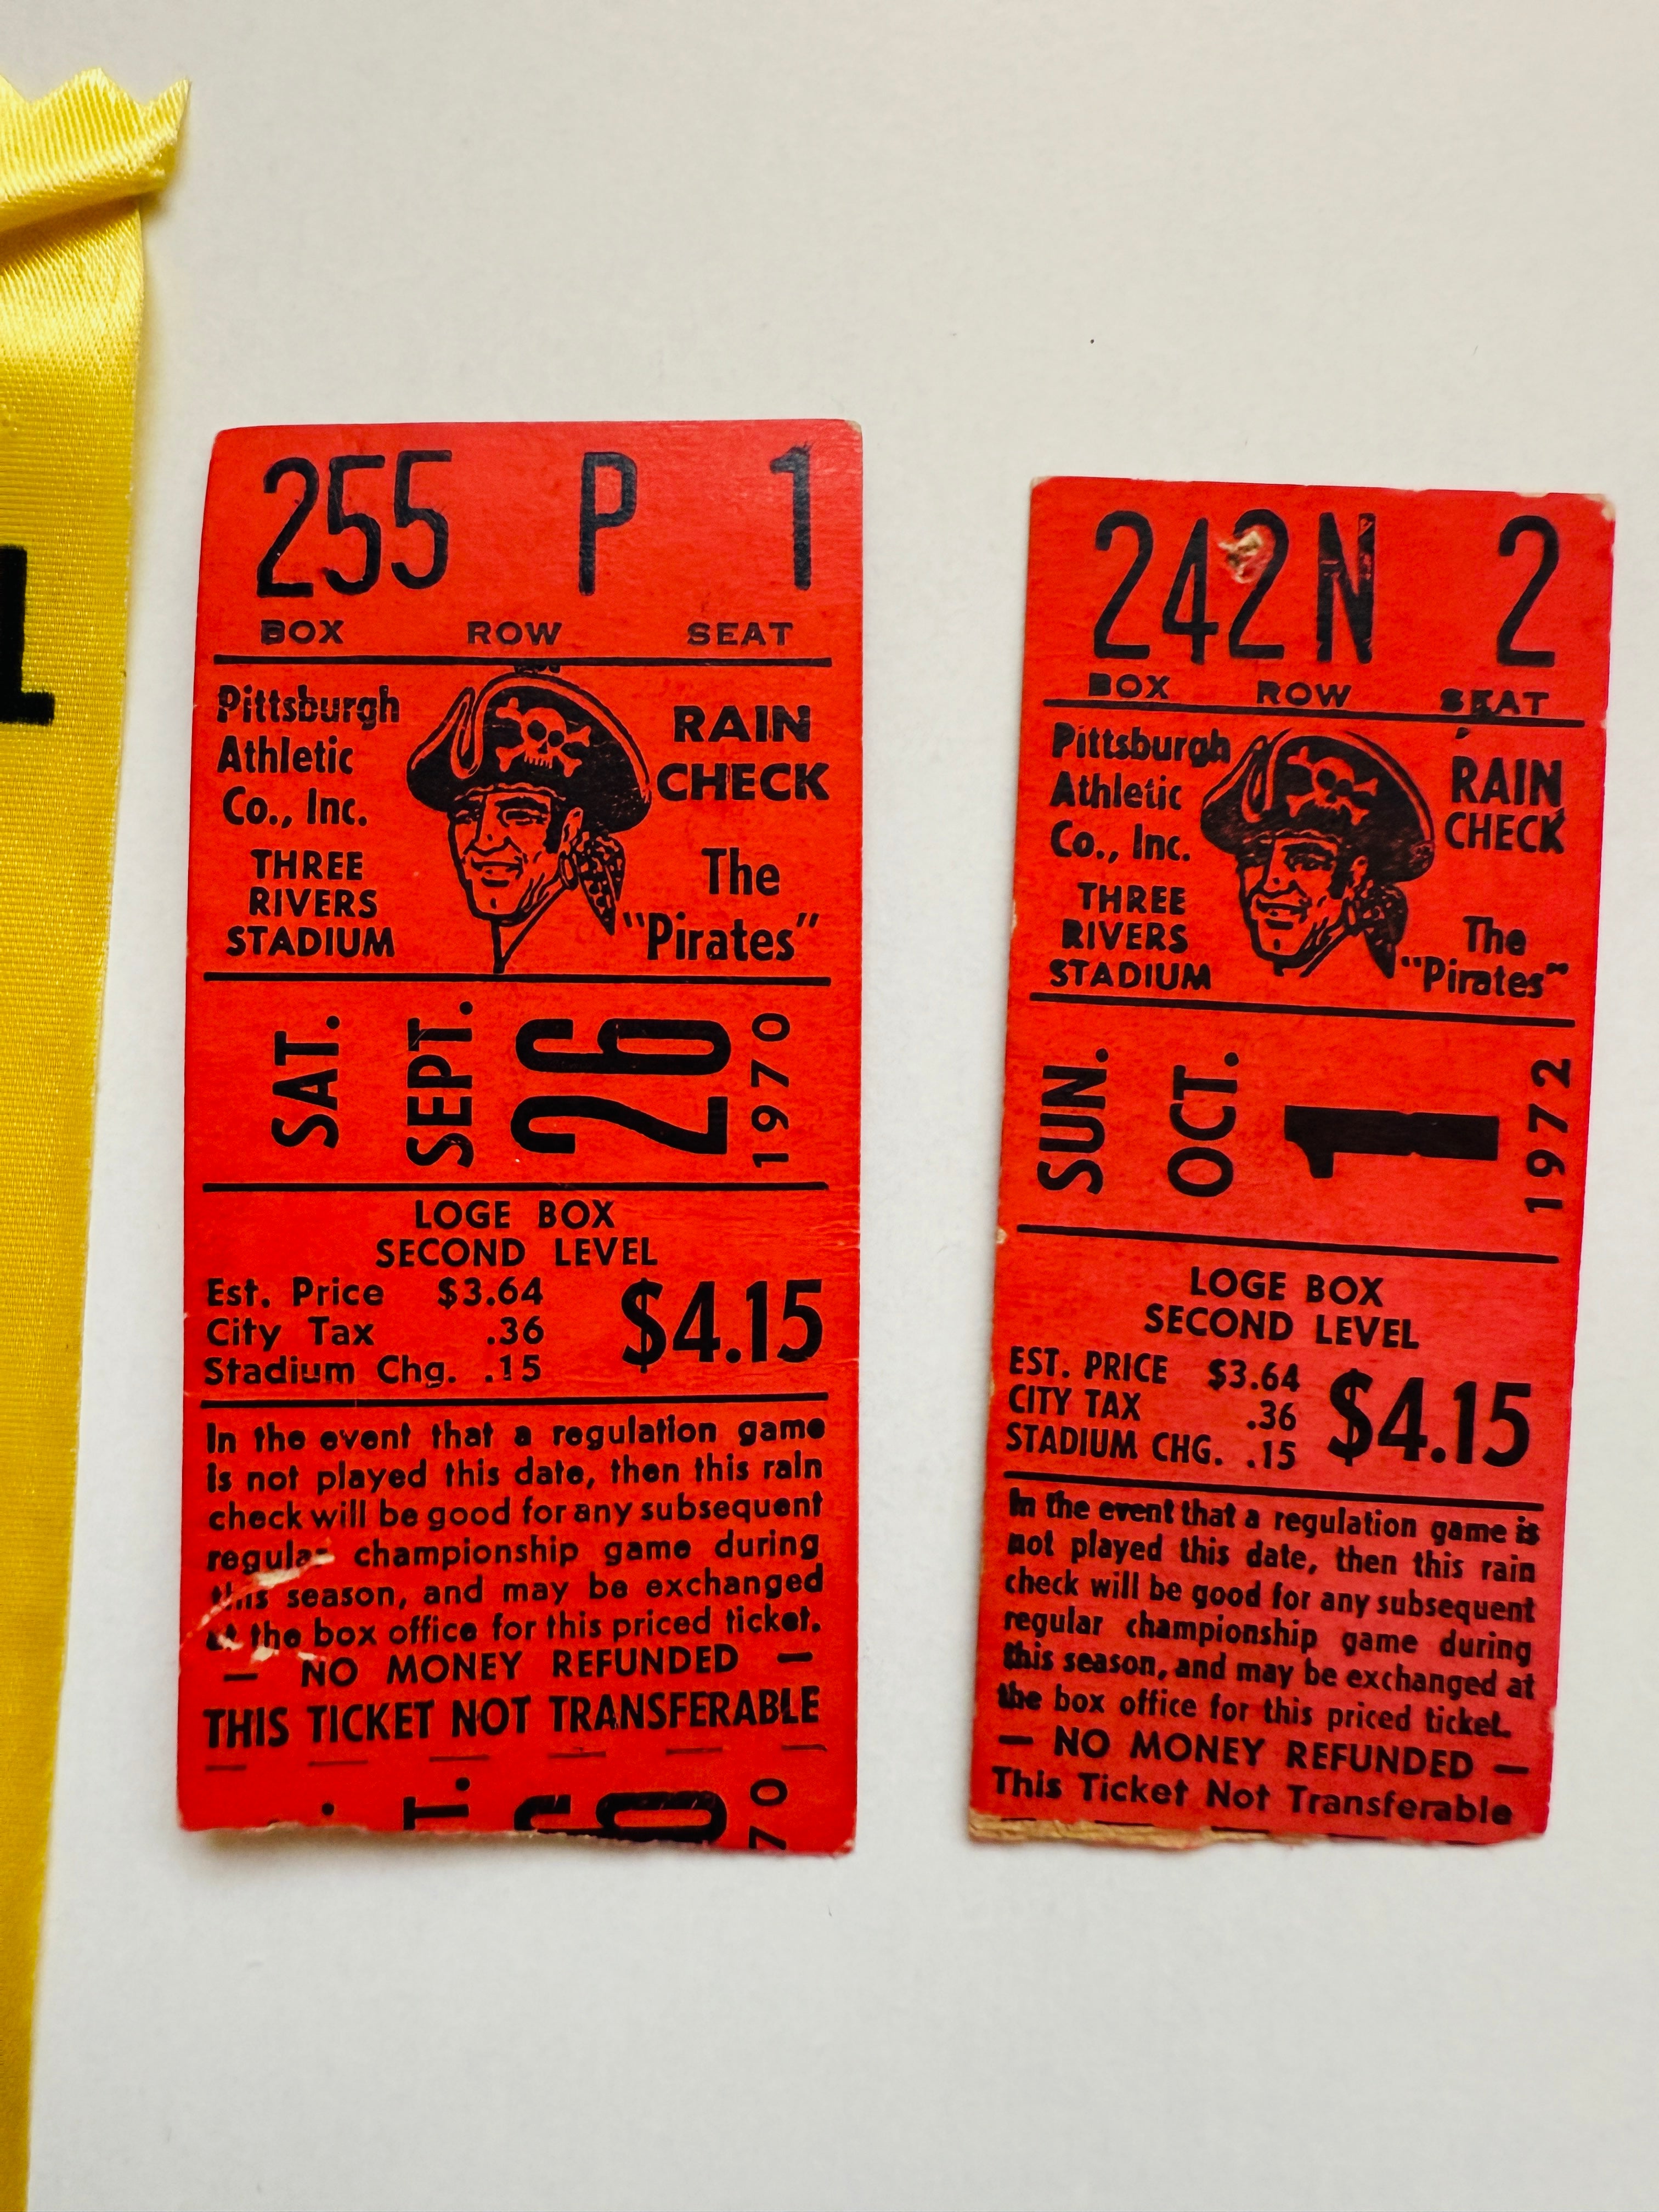 255 P 1
BOX ROW SEAT
Pittsburgh
Athletic
Co., Inc.
THREE
RIVERS
STADIUM
RAIN
CHECK
The
"Pirates"
SAT.
SEPT.
26
1970
LOGE BOX
SECOND LEVEL
Est. Price $3.64
City Tax .36
Stadium Chg. .15
$4.15
In the event that a regulation game
is not played this date, then this rain
check will be good for any subsequent
regular championship game during
this season, and may be exchanged
at the box office for this priced ticket.
— NO MONEY REFUNDED —
THIS TICKET NOT TRANSFERABLE
T.
70
242 N 2
BOX ROW SEAT
Pittsburgh
Athletic
Co., Inc.
THREE
RIVERS
STADIUM
RAIN
CHECK
The
"Pirates"
SUN.
OCT.
1
1972
LOGE BOX
SECOND LEVEL
EST. PRICE $3.64
CITY TAX .36
STADIUM CHG. .15
$4.15
In the event that a regulation game is
not played this date, then this rain
check will be good for any subsequent
regular championship game during
this season, and may be exchanged at
the box office for this priced ticket.
— NO MONEY REFUNDED —
This Ticket Not Transferable